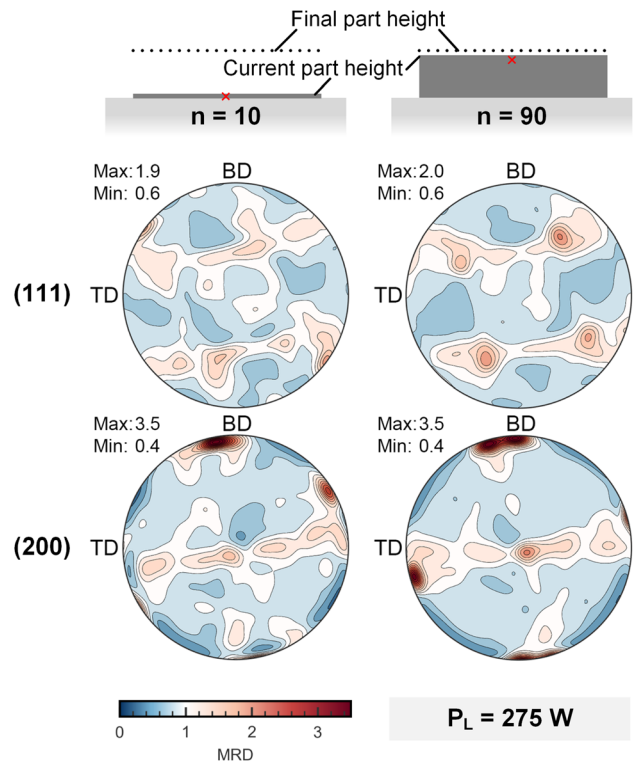 Final part height
Current part height
n = 10
n = 90
Max: 1.9
Min: 0.6
BD
Max: 2.0
Min: 0.6
BD
(111)
TD
TD
Max: 3.5
Min: 0.4
BD
Max: 3.5
Min: 0.4
BD
(200)
TD
TD
0 1 2 3
MRD
P_L = 275 W